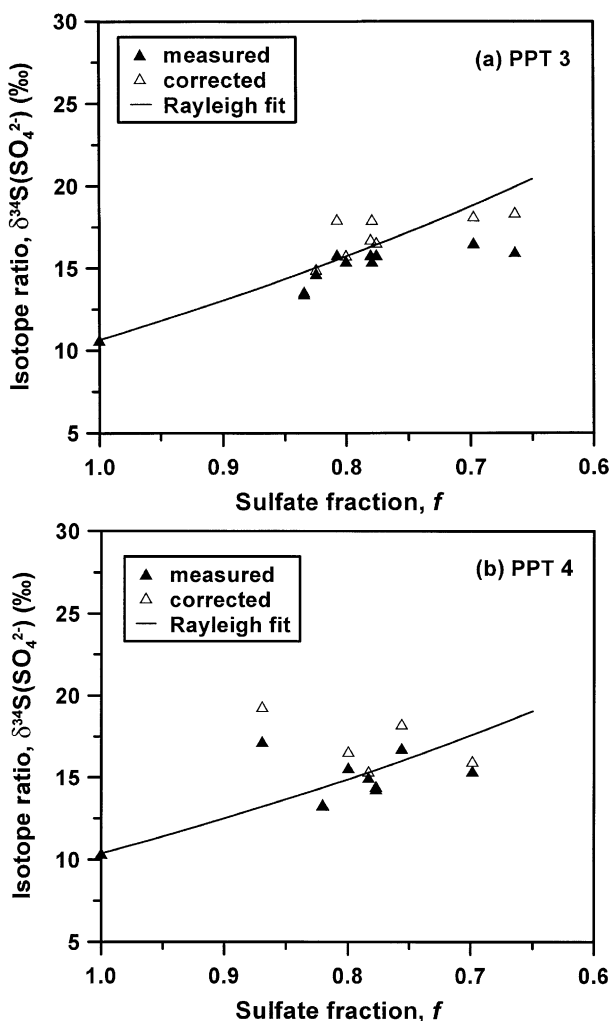 30
25
20
15
10
5
measured
corrected
Rayleigh fit
(a) PPT 3
Isotope ratio, δ³⁴S(SO₄²⁻) (‰)
1.0 0.9 0.8 0.7 0.6
Sulfate fraction, f
30
25
20
15
10
5
measured
corrected
Rayleigh fit
(b) PPT 4
Isotope ratio, δ³⁴S(SO₄²⁻) (‰)
1.0 0.9 0.8 0.7 0.6
Sulfate fraction, f